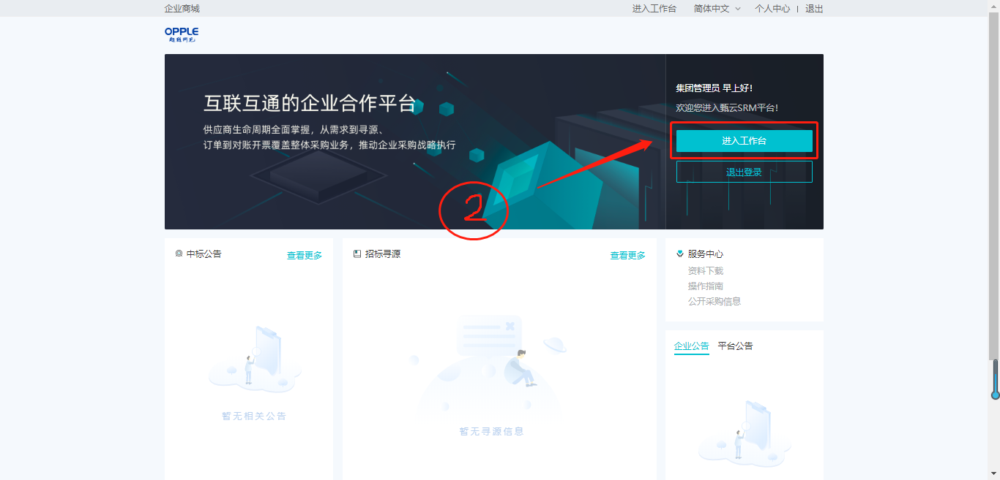 企业商城
进入工作台 简体中文 个人中心 | 退出
OPPLE
超越所见
互联互通的企业合作平台
供应商生命周期全面掌握，从需求到寻源、
订单到对账开票覆盖整体采购业务，推动企业采购战略执行
集团管理员 早上好!
欢迎您进入甄云SRM平台!
进入工作台
退出登录
2
中标公告 查看更多
暂无相关公告
招标寻源 查看更多
暂无寻源信息
服务中心
资料下载
操作指南
公开采购信息
企业公告 平台公告